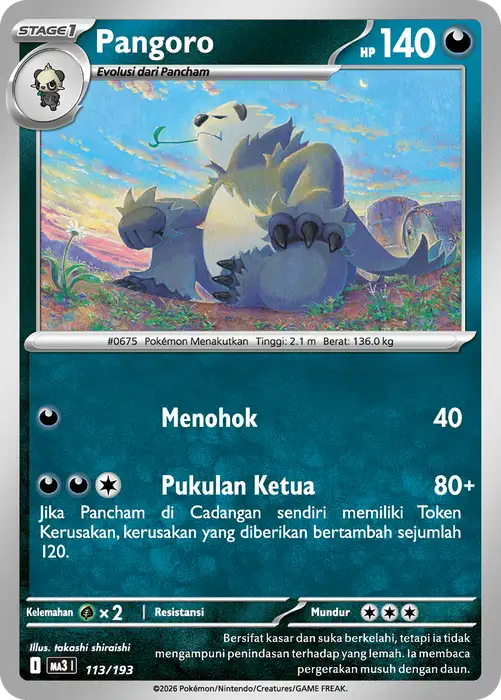 STAGE1
Pangoro
HP 140
Evolusi dari Pancham
#0675 Pokémon Menakutkan Tinggi: 2.1 m Berat: 136.0 kg
Menohok 40
Pukulan Ketua 80+
Jika Pancham di Cadangan sendiri memiliki Token
Kerusakan, kerusakan yang diberikan bertambah sejumlah
120.
Kelemahan ×2 Resistansi Mundur
Illus. takashi shiraishi
Bersifat kasar dan suka berkelahi, tetapi ia tidak
mengampuni penindasan terhadap yang lemah. Ia membaca
pergerakan musuh dengan daun.
I MA3 I 113/193
©2026 Pokémon/Nintendo/Creatures/GAME FREAK.